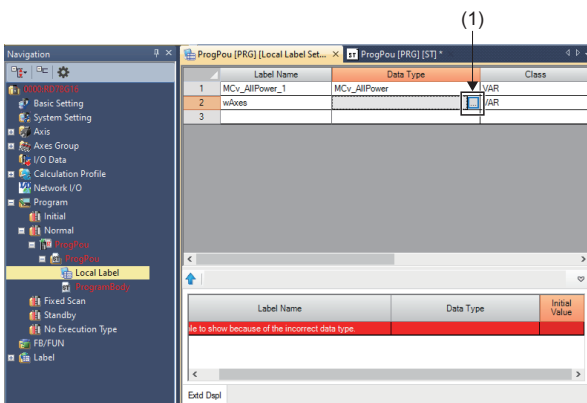 (1)
Navigation
ProgPou [PRG] [Local Label Set...
ProgPou [PRG] [ST] *
Label Name
Data Type
Class
1
MCv_AllPower_1
MCv_AllPower
VAR
2
wAxes
...
VAR
3
Basic Setting
System Setting
Axis
Axes Group
I/O Data
Calculation Profile
Network I/O
Program
Initial
Normal
ProgPou
ProgPou
Local Label
ProgramBody
Fixed Scan
Standby
No Execution Type
FB/FUN
Label
Label Name
Data Type
Initial
Value
le to show because of the incorrect data type.
Extd Dspl